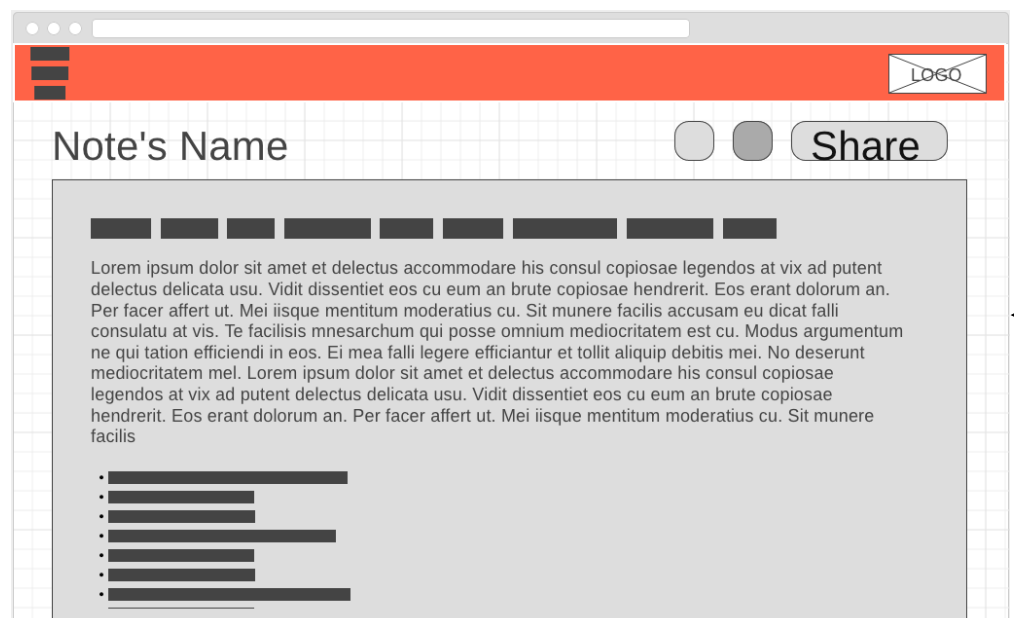 LOGO
Note's Name
Share
Lorem ipsum dolor sit amet et delectus accommodare his consul copiosae legendos at vix ad putent
delectus delicata usu. Vidit dissentiet eos cu eum an brute copiosae hendrerit. Eos erant dolorum an.
Per facer affert ut. Mei iisque mentitum moderatius cu. Sit munere facilis accusam eu dicat falli
consulatu at vis. Te facilisis mnesarchum qui posse omnium mediocritatem est cu. Modus argumentum
ne qui tation efficiendi in eos. Ei mea falli legere efficiantur et tollit aliquip debitis mei. No deserunt
mediocritatem mel. Lorem ipsum dolor sit amet et delectus accommodare his consul copiosae
legendos at vix ad putent delectus delicata usu. Vidit dissentiet eos cu eum an brute copiosae
hendrerit. Eos erant dolorum an. Per facer affert ut. Mei iisque mentitum moderatius cu. Sit munere
facilis